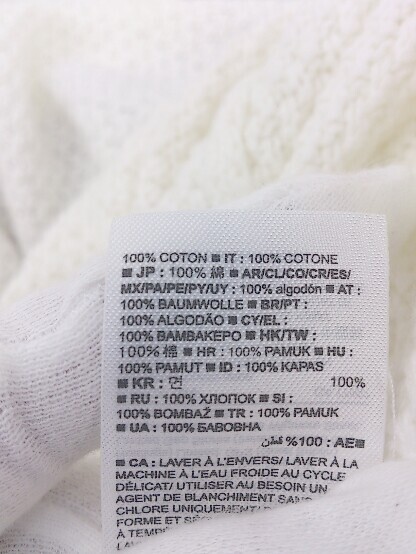 100% COTON ■ IT : 100% COTONE
■ JP : 100% 綿 ■ AR/CL/CO/CR/ES/
MX/PA/PE/PY/UY : 100% algodón ■ AT :
100% BAUMWOLLE ■ BR/PT :
100% ALGODÃO ■ CY/EL :
100% ΒΑΜΒΑΚΕΡΟ ■ HK/TW :
100% 棉 ■ HR : 100% PAMUK ■ HU :
100% PAMUT ■ ID : 100% KAPAS
■ KR : 면 100%
■ RU : 100% ХЛОПОК ■ SI :
100% BOMBAŽ ■ TR : 100% PAMUK
■ UA : 100% БАВОВНА
■ AE : 100% قطن
■ CA : LAVER À L'ENVERS/ LAVER À LA
MACHINE À L'EAU FROIDE AU CYCLE
DÉLICAT/ UTILISER AU BESOIN UN
AGENT DE BLANCHIMENT SANS
CHLORE UNIQUEMENT/
FORME ET
À